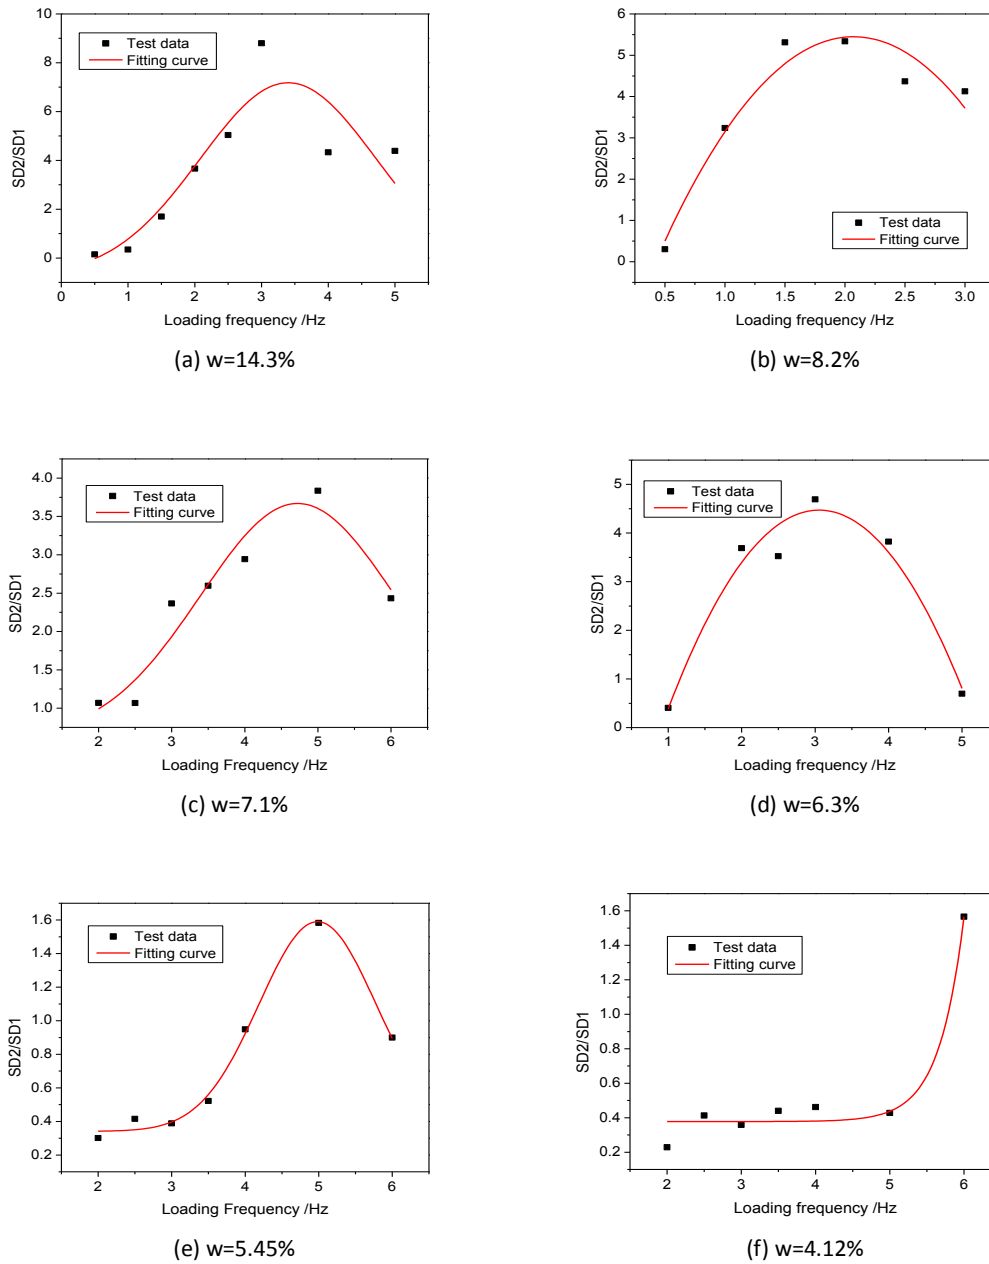 10
8
6
4
2
0
SD2/SD1
Test data
Fitting curve
0 1 2 3 4 5
Loading frequency /Hz
(a) w=14.3%
6
5
4
3
2
1
0
SD2/SD1
Test data
Fitting curve
0.5 1.0 1.5 2.0 2.5 3.0
Loading frequency /Hz
(b) w=8.2%
4.0
3.5
3.0
2.5
2.0
1.5
1.0
SD2/SD1
Test data
Fitting curve
2 3 4 5 6
Loading Frequency /Hz
(c) w=7.1%
5
4
3
2
1
0
SD2/SD1
Test data
Fitting curve
1 2 3 4 5
Loading frequency /Hz
(d) w=6.3%
1.6
1.4
1.2
1.0
0.8
0.6
0.4
0.2
SD2/SD1
Test data
Fitting curve
2 3 4 5 6
Loading Frequency /Hz
(e) w=5.45%
1.6
1.4
1.2
1.0
0.8
0.6
0.4
0.2
SD2/SD1
Test data
Fitting curve
2 3 4 5 6
Loading frequency /Hz
(f) w=4.12%